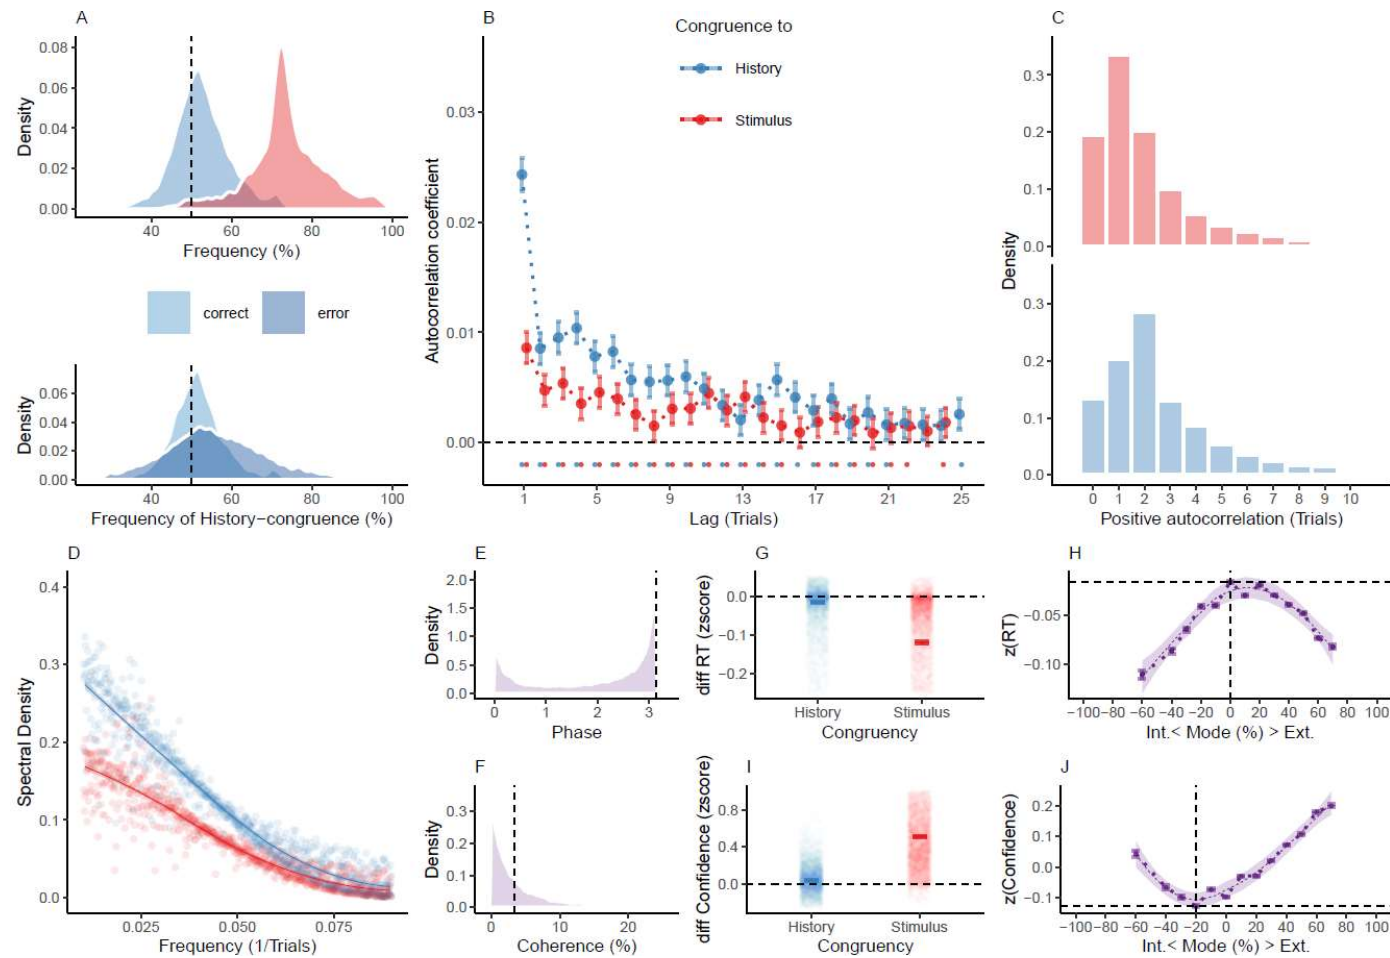 A
0.08
0.06
0.04
0.02
0.00
Density
40 60 80 100
Frequency (%)
correct error
0.06
0.04
0.02
0.00
Density
40 60 80 100
Frequency of History−congruence (%)
B
Congruence to
History
Stimulus
0.03
0.02
0.01
0.00
Autocorrelation coefficient
1 5 9 13 17 21 25
Lag (Trials)
C
0.3
0.2
0.1
0.0
Density
0.3
0.2
0.1
0.0
0 1 2 3 4 5 6 7 8 9 10
Positive autocorrelation (Trials)
D
0.4
0.3
0.2
0.1
0.0
Spectral Density
0.025 0.050 0.075
Frequency (1/Trials)
E
2.0
1.5
1.0
0.5
0.0
Density
0 1 2 3
Phase
F
0.3
0.2
0.1
0.0
Density
0 10 20
Coherence (%)
G
0.0
−0.1
−0.2
diff RT (zscore)
History Stimulus
Congruency
H
−0.05
−0.10
z(RT)
−100 −80 −60 −40 −20 0 20 40 60 80 100
Int.< Mode (%) > Ext.
I
0.8
0.4
0.0
diff Confidence (zscore)
History Stimulus
Congruency
J
0.2
0.1
0.0
−0.1
z(Confidence)
−100 −80 −60 −40 −20 0 20 40 60 80 100
Int.< Mode (%) > Ext.